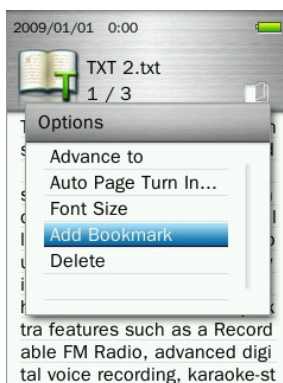 2009/01/01 0:00
TXT 2.txt
1 / 3
Options
Advance to
Auto Page Turn In...
Font Size
Add Bookmark
Delete
tra features such as a Record
able FM Radio, advanced digi
tal voice recording, karaoke-st